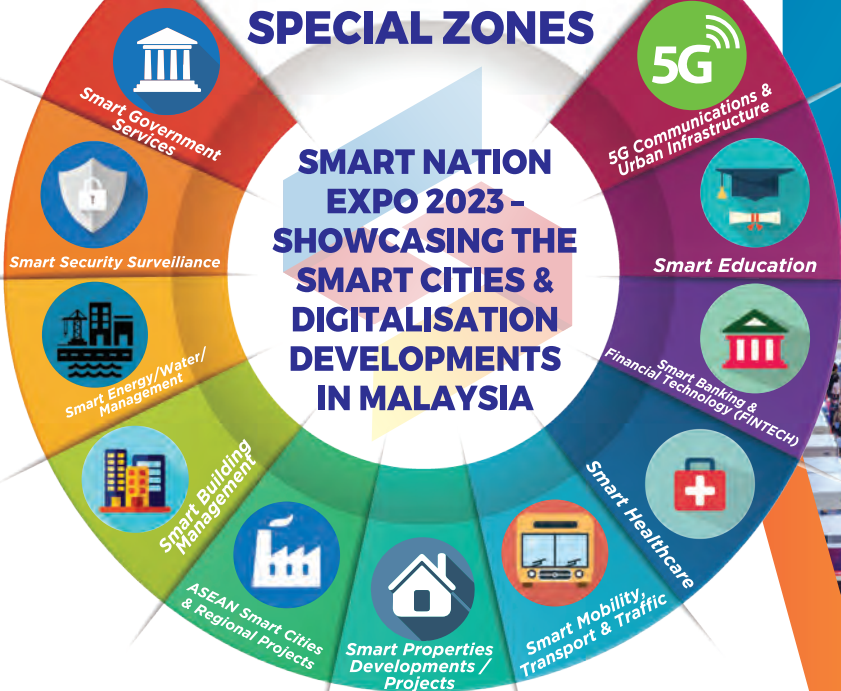 SPECIAL ZONES
SMART NATION
EXPO 2023 –
SHOWCASING THE
SMART CITIES &
DIGITALISATION
DEVELOPMENTS
IN MALAYSIA
Smart Government
Services
Smart Security Surveiliance
Smart Energy/Water/
Management
Smart Building
Management
ASEAN Smart Cities
& Regional Projects
Smart Properties
Developments /
Projects
Smart Mobility,
Transport & Traffic
Smart Healthcare
Smart Banking &
Financial Technology (FINTECH)
Smart Education
5G
5G Communications &
Urban Infrastructure